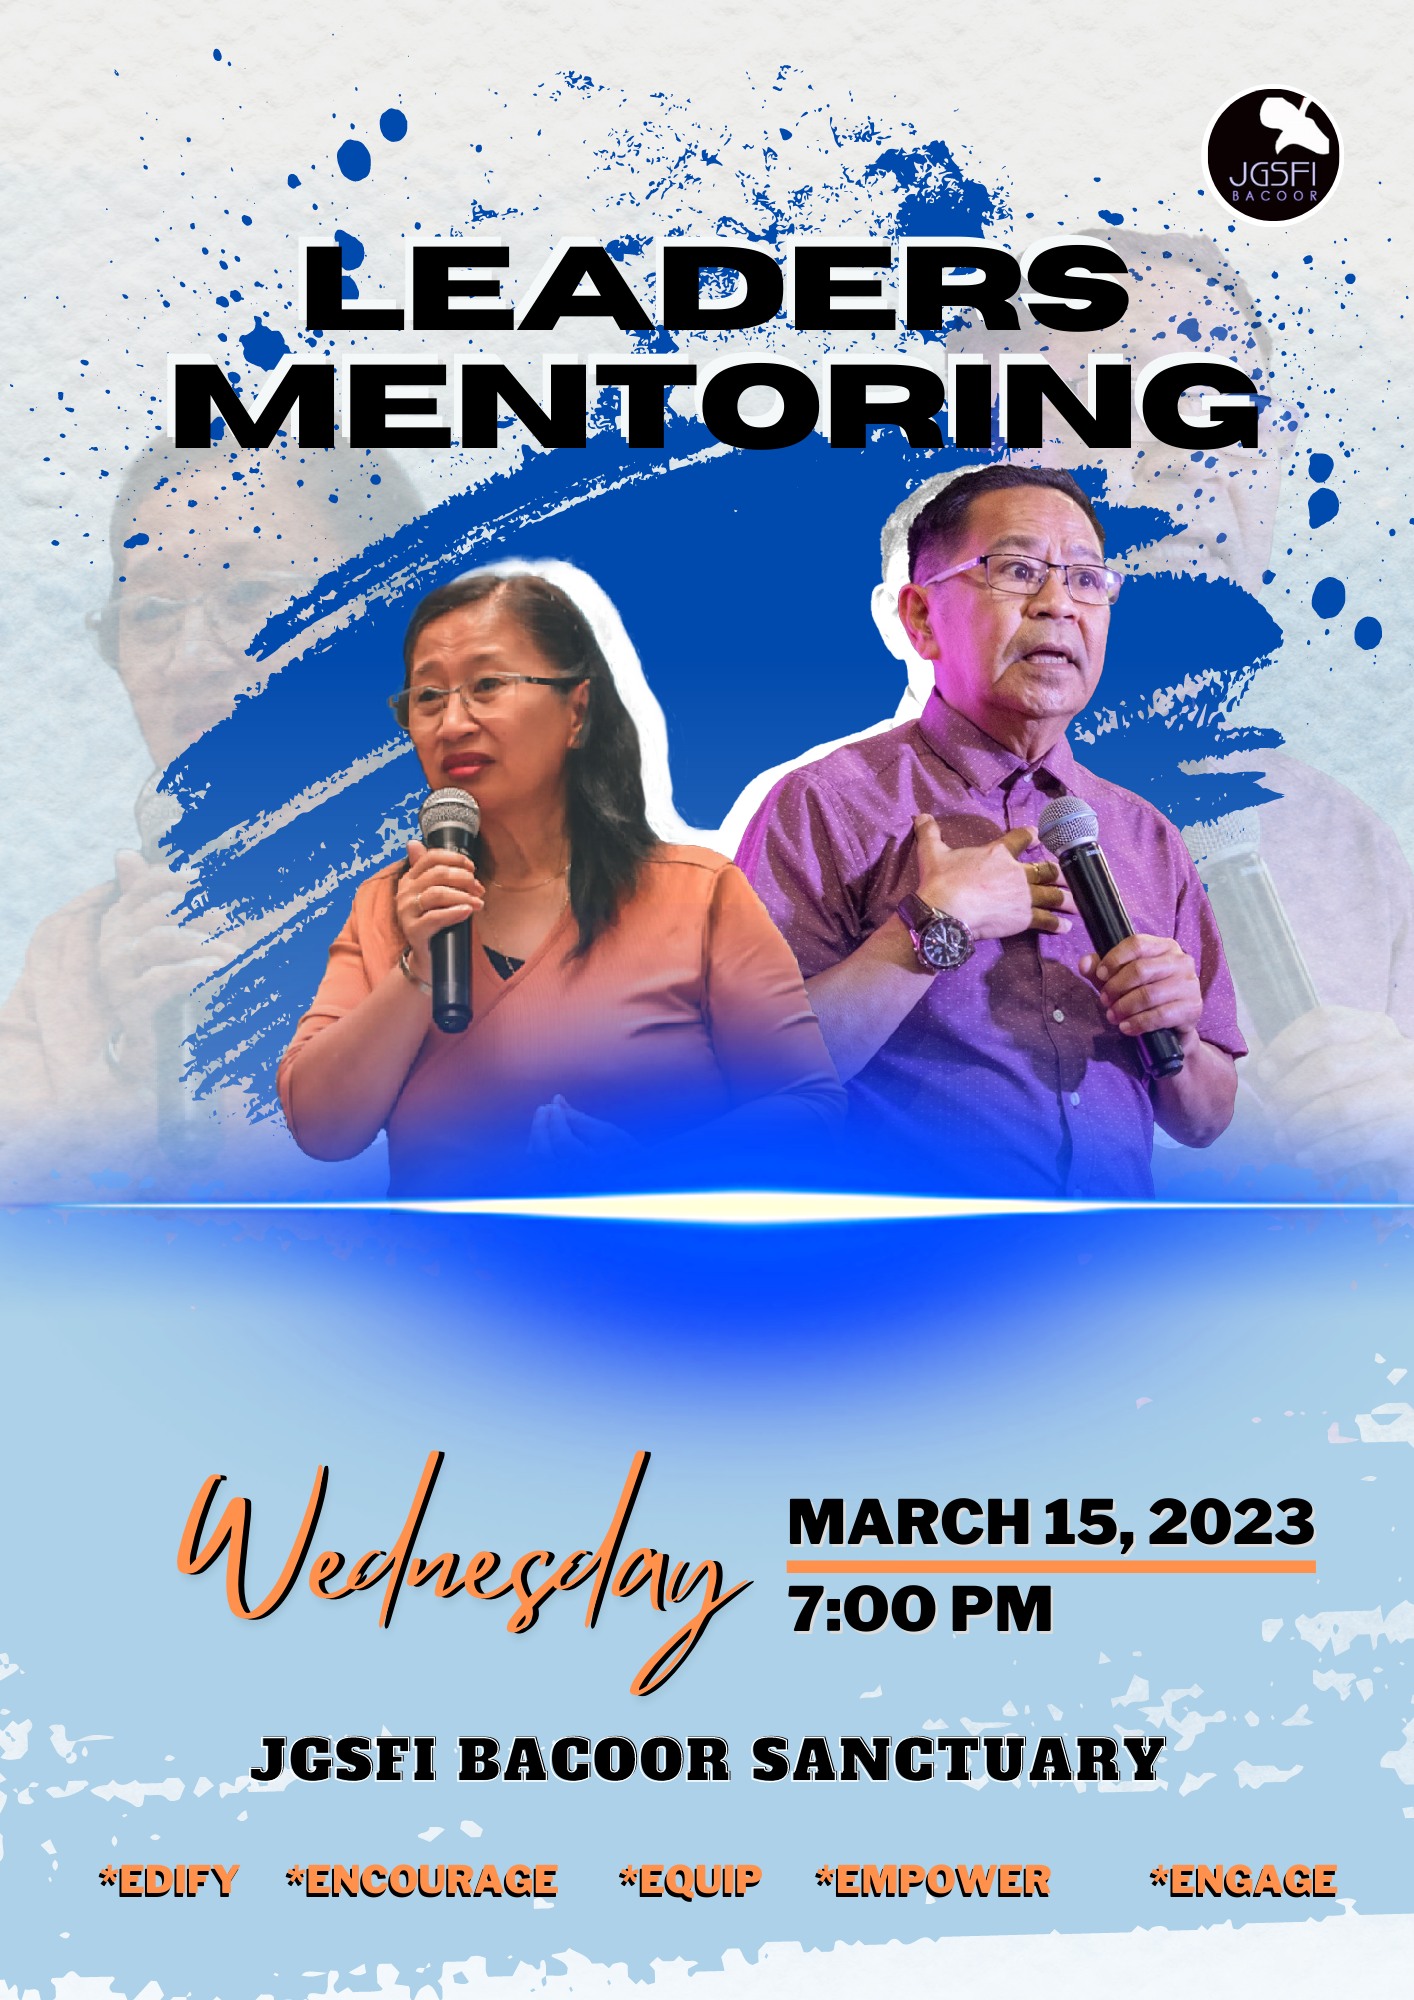 JGSFI
BACOOR
LEADERS
MENTORING
Wednesday
MARCH 15, 2023
7:00 PM
JGSFI BACOOR SANCTUARY
*EDIFY *ENCOURAGE *EQUIP *EMPOWER *ENGAGE